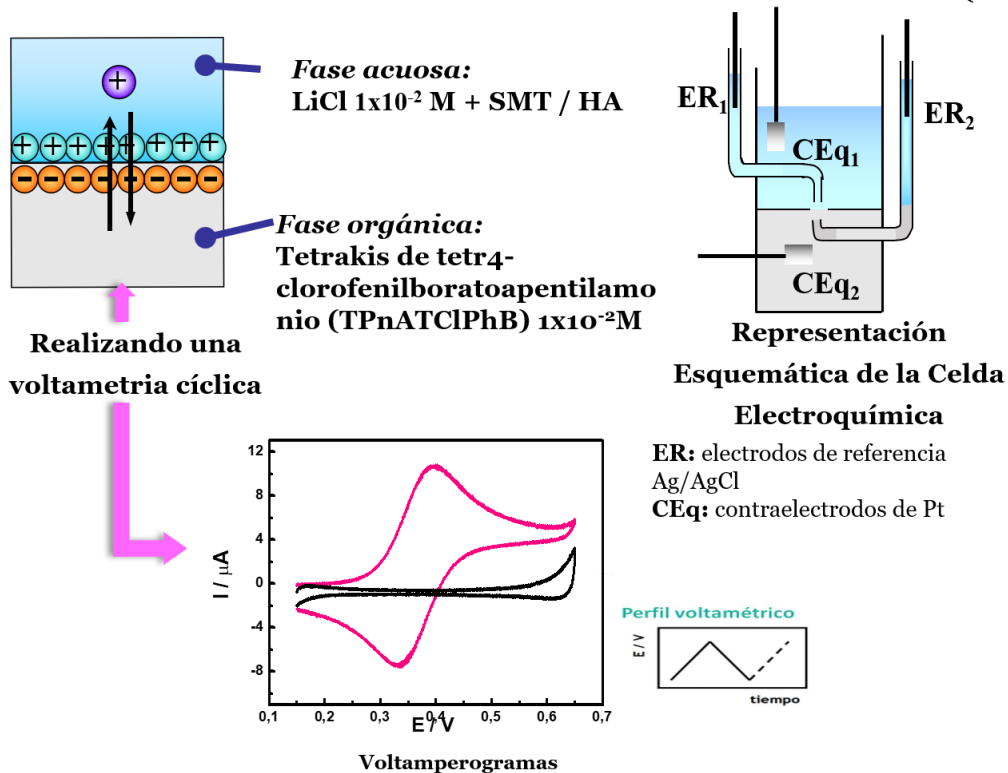 Fase acuosa:
LiCl 1x10⁻² M + SMT / HA
Fase orgánica:
Tetrakis de tetr4-
clorofenilboratoapentilamo
nio (TPnATClPhB) 1x10⁻²M
+
+ + + + + + + +
- - - - - - - -
Realizando una
voltametria cíclica
ER₁
CEq₁
ER₂
CEq₂
Representación
Esquemática de la Celda
Electroquímica
ER: electrodos de referencia
Ag/AgCl
CEq: contraelectrodos de Pt
I / μA
12
8
4
0
-4
-8
0,1 0,2 0,3 0,4 0,5 0,6 0,7
E / V
Voltamperogramas
Perfil voltamétrico
E / V
tiempo